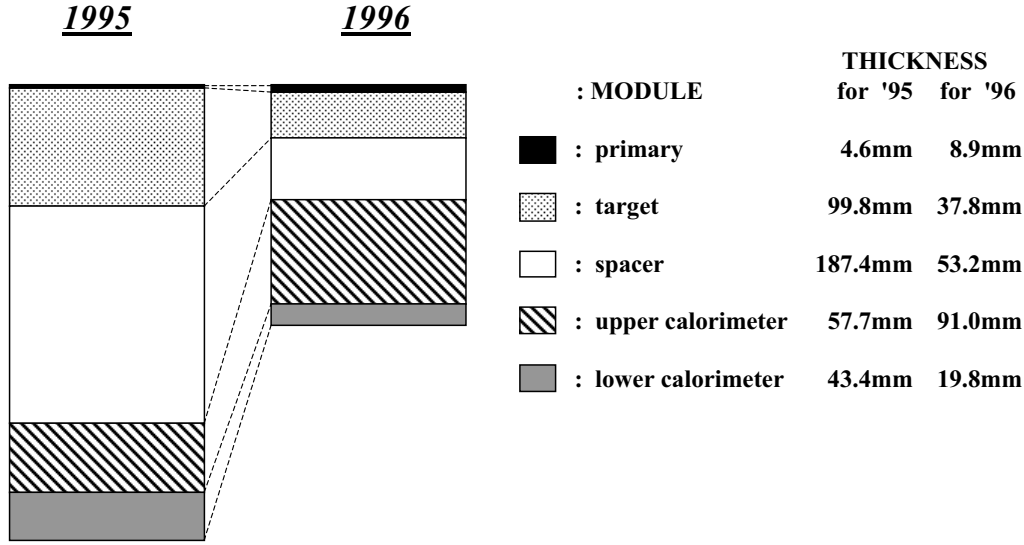 1995 1996
THICKNESS
: MODULE for '95 for '96
: primary 4.6mm 8.9mm
: target 99.8mm 37.8mm
: spacer 187.4mm 53.2mm
: upper calorimeter 57.7mm 91.0mm
: lower calorimeter 43.4mm 19.8mm